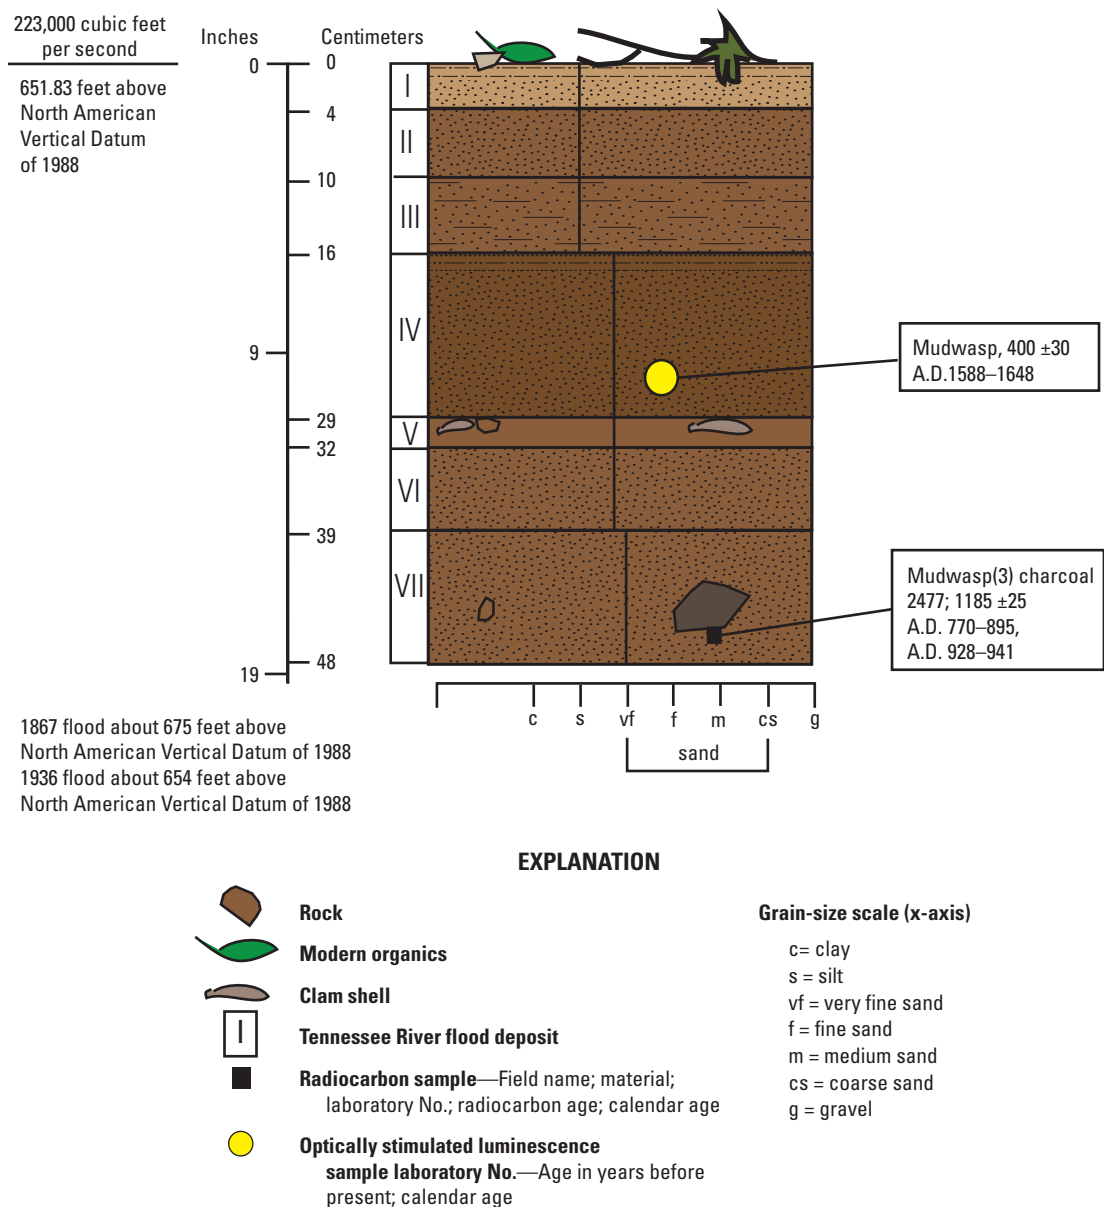 223,000 cubic feet
per second
651.83 feet above
North American
Vertical Datum
of 1988
Inches
Centimeters
0
9
19
0
4
10
16
29
32
39
48
I
II
III
IV
V
VI
VII
Mudwasp, 400 ±30
A.D.1588–1648
Mudwasp(3) charcoal
2477; 1185 ±25
A.D. 770–895,
A.D. 928–941
c s vf f m cs g
sand
1867 flood about 675 feet above
North American Vertical Datum of 1988
1936 flood about 654 feet above
North American Vertical Datum of 1988
EXPLANATION
Rock
Modern organics
Clam shell
I
Tennessee River flood deposit
Radiocarbon sample—Field name; material;
laboratory No.; radiocarbon age; calendar age
Optically stimulated luminescence
sample laboratory No.—Age in years before
present; calendar age
Grain-size scale (x-axis)
c= clay
s = silt
vf = very fine sand
f = fine sand
m = medium sand
cs = coarse sand
g = gravel